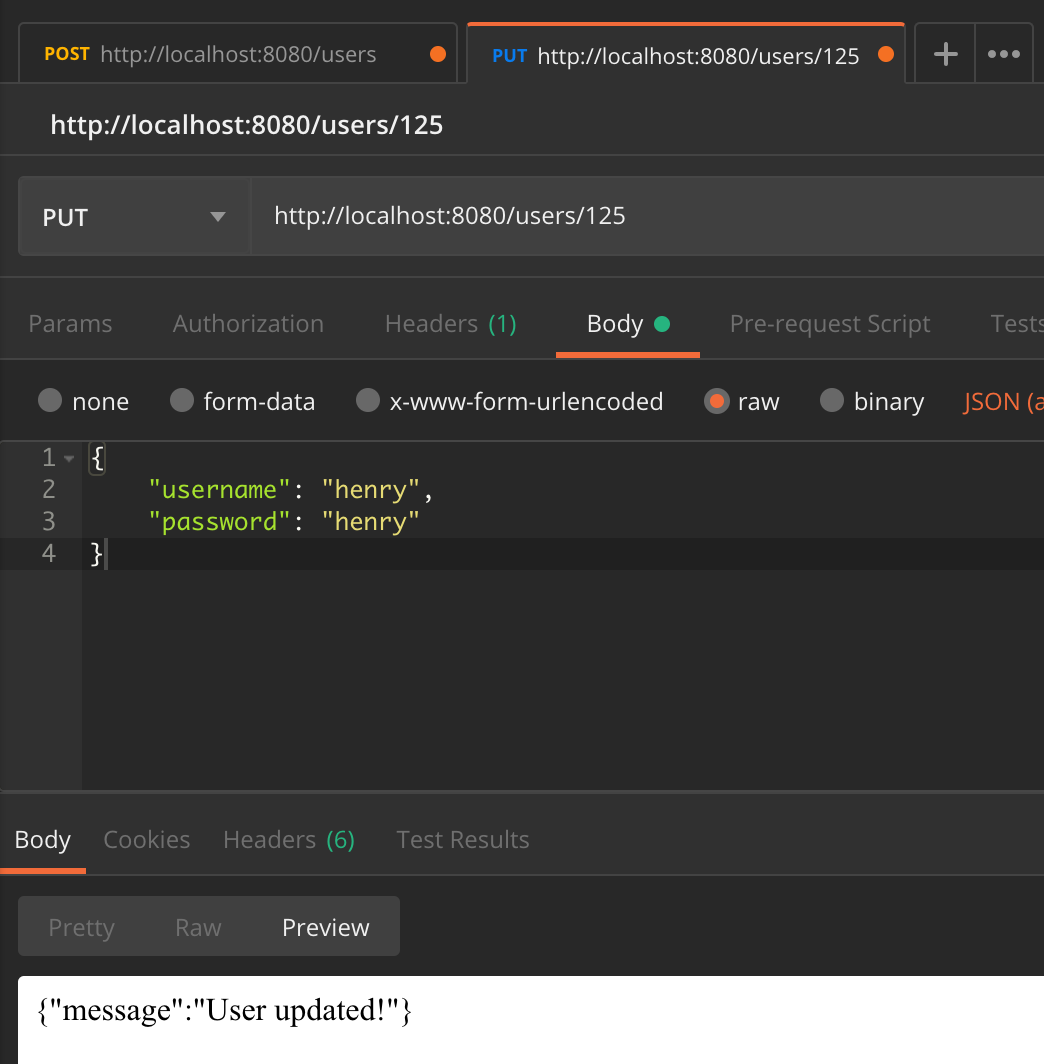 POST http://localhost:8080/users PUT http://localhost:8080/users/125
http://localhost:8080/users/125
PUT http://localhost:8080/users/125
Params Authorization Headers (1) Body Pre-request Script Tests
none form-data x-www-form-urlencoded raw binary JSON (a
1 {
2 "username": "henry",
3 "password": "henry"
4 }
Body Cookies Headers (6) Test Results
Pretty Raw Preview
{"message":"User updated!"}